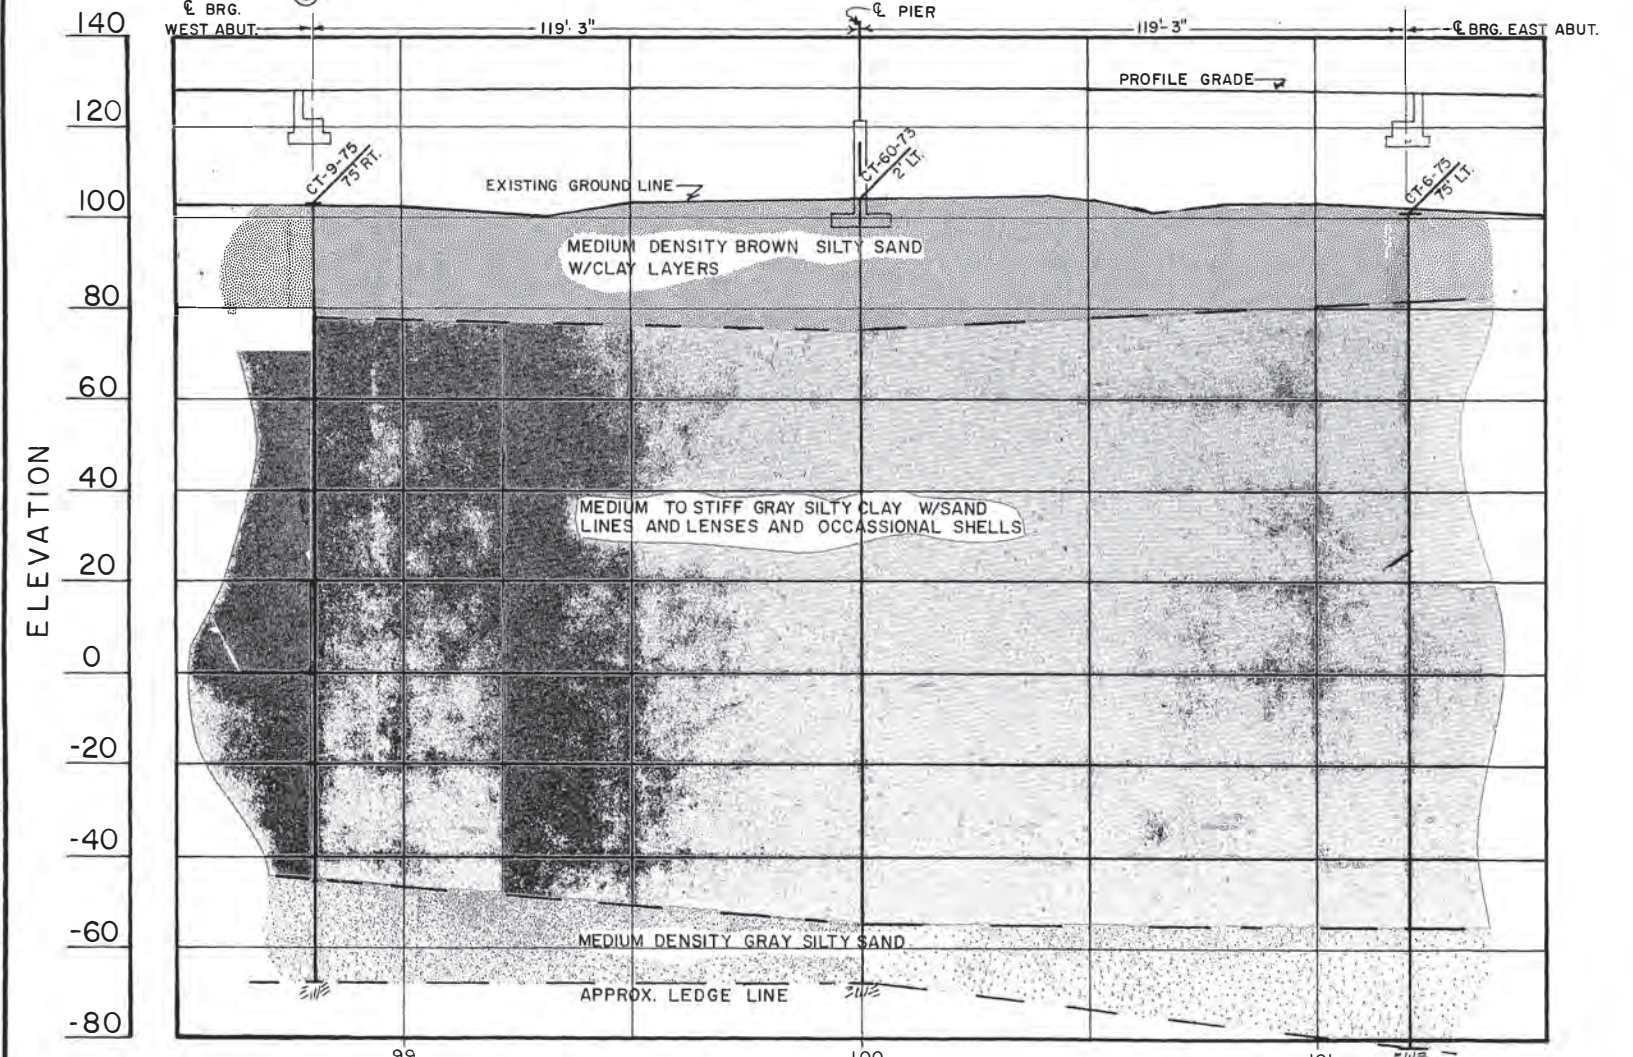 ℄ BRG.
WEST ABUT.
119'-3"
℄ PIER
119'-3"
℄ BRG. EAST ABUT.
140
PROFILE GRADE
120
CT-9-75
75' RT.
CT-60-73
2' LT.
CT-6-75
75' LT.
EXISTING GROUND LINE
100
MEDIUM DENSITY BROWN SILTY SAND
W/CLAY LAYERS
80
60
40
MEDIUM TO STIFF GRAY SILTY CLAY W/SAND
LINES AND LENSES AND OCCASSIONAL SHELLS
20
ELEVATION
0
-20
-40
-60
MEDIUM DENSITY GRAY SILTY SAND
APPROX. LEDGE LINE
-80
99
100
101